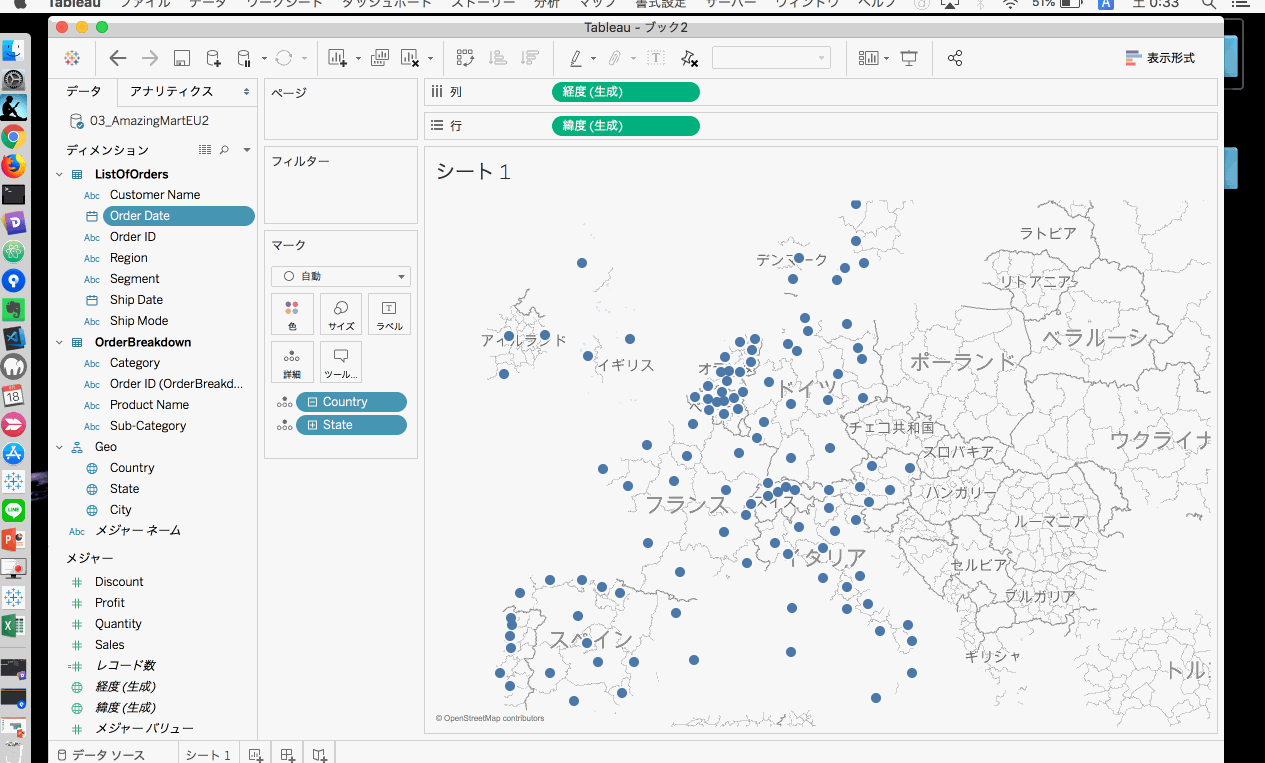 Tableau ファイル データ ワークシート ダッシュボード ストーリー 分析 マップ 書式設定 サーバー ウィンドウ ヘルプ 51% A 土 0:33
Tableau - ブック2
表示形式
データ
アナリティクス
03_AmazingMartEU2
ディメンション
ListOfOrders
Abc Customer Name
Order Date
Abc Order ID
Abc Region
Abc Segment
Ship Date
Abc Ship Mode
OrderBreakdown
Abc Category
Abc Order ID (OrderBreakd...
Abc Product Name
Abc Sub-Category
Geo
Country
State
City
Abc メジャー ネーム
メジャー
Discount
Profit
Quantity
Sales
レコード数
経度 (生成)
緯度 (生成)
メジャー バリュー
ページ
フィルター
マーク
自動
色
サイズ
ラベル
詳細
ツール...
Country
State
列
経度 (生成)
行
緯度 (生成)
シート 1
ラトビア
デンマーク
リトアニア
ベラルーシ
アイルランド
イギリス
ポーランド
ドイツ
チェコ共和国
ウクライナ
スロバキア
ハンガリー
フランス
スイス
ルーマニア
イタリア
セルビア
ブルガリア
スペイン
ギリシャ
© OpenStreetMap contributors
データ ソース
シート 1
18